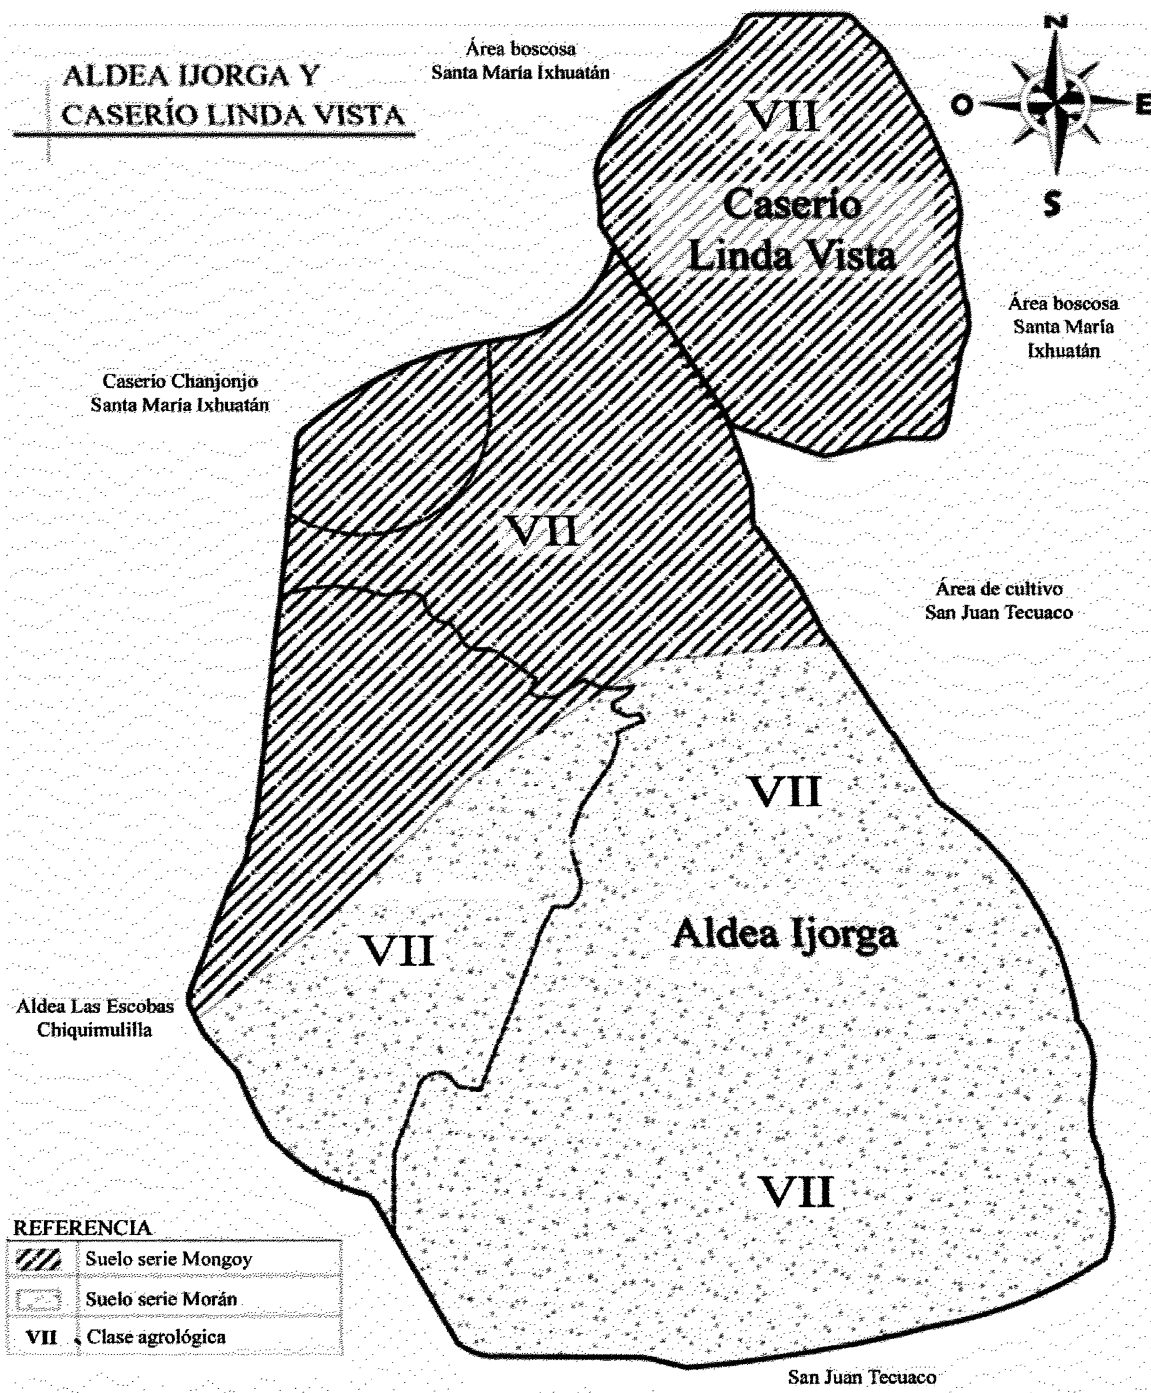 ALDEA IJORGA Y
CASERÍO LINDA VISTA
Área boscosa
Santa María Ixhuatán
N
O
E
S
VII
Caserío
Linda Vista
Área boscosa
Santa María
Ixhuatán
Caserío Chanjonjo
Santa María Ixhuatán
VII
Área de cultivo
San Juan Tecuaco
VII
Aldea Ijorga
VII
Aldea Las Escobas
Chiquimulilla
VII
REFERENCIA
Suelo serie Mongoy
Suelo serie Morán
VII Clase agrológica
San Juan Tecuaco